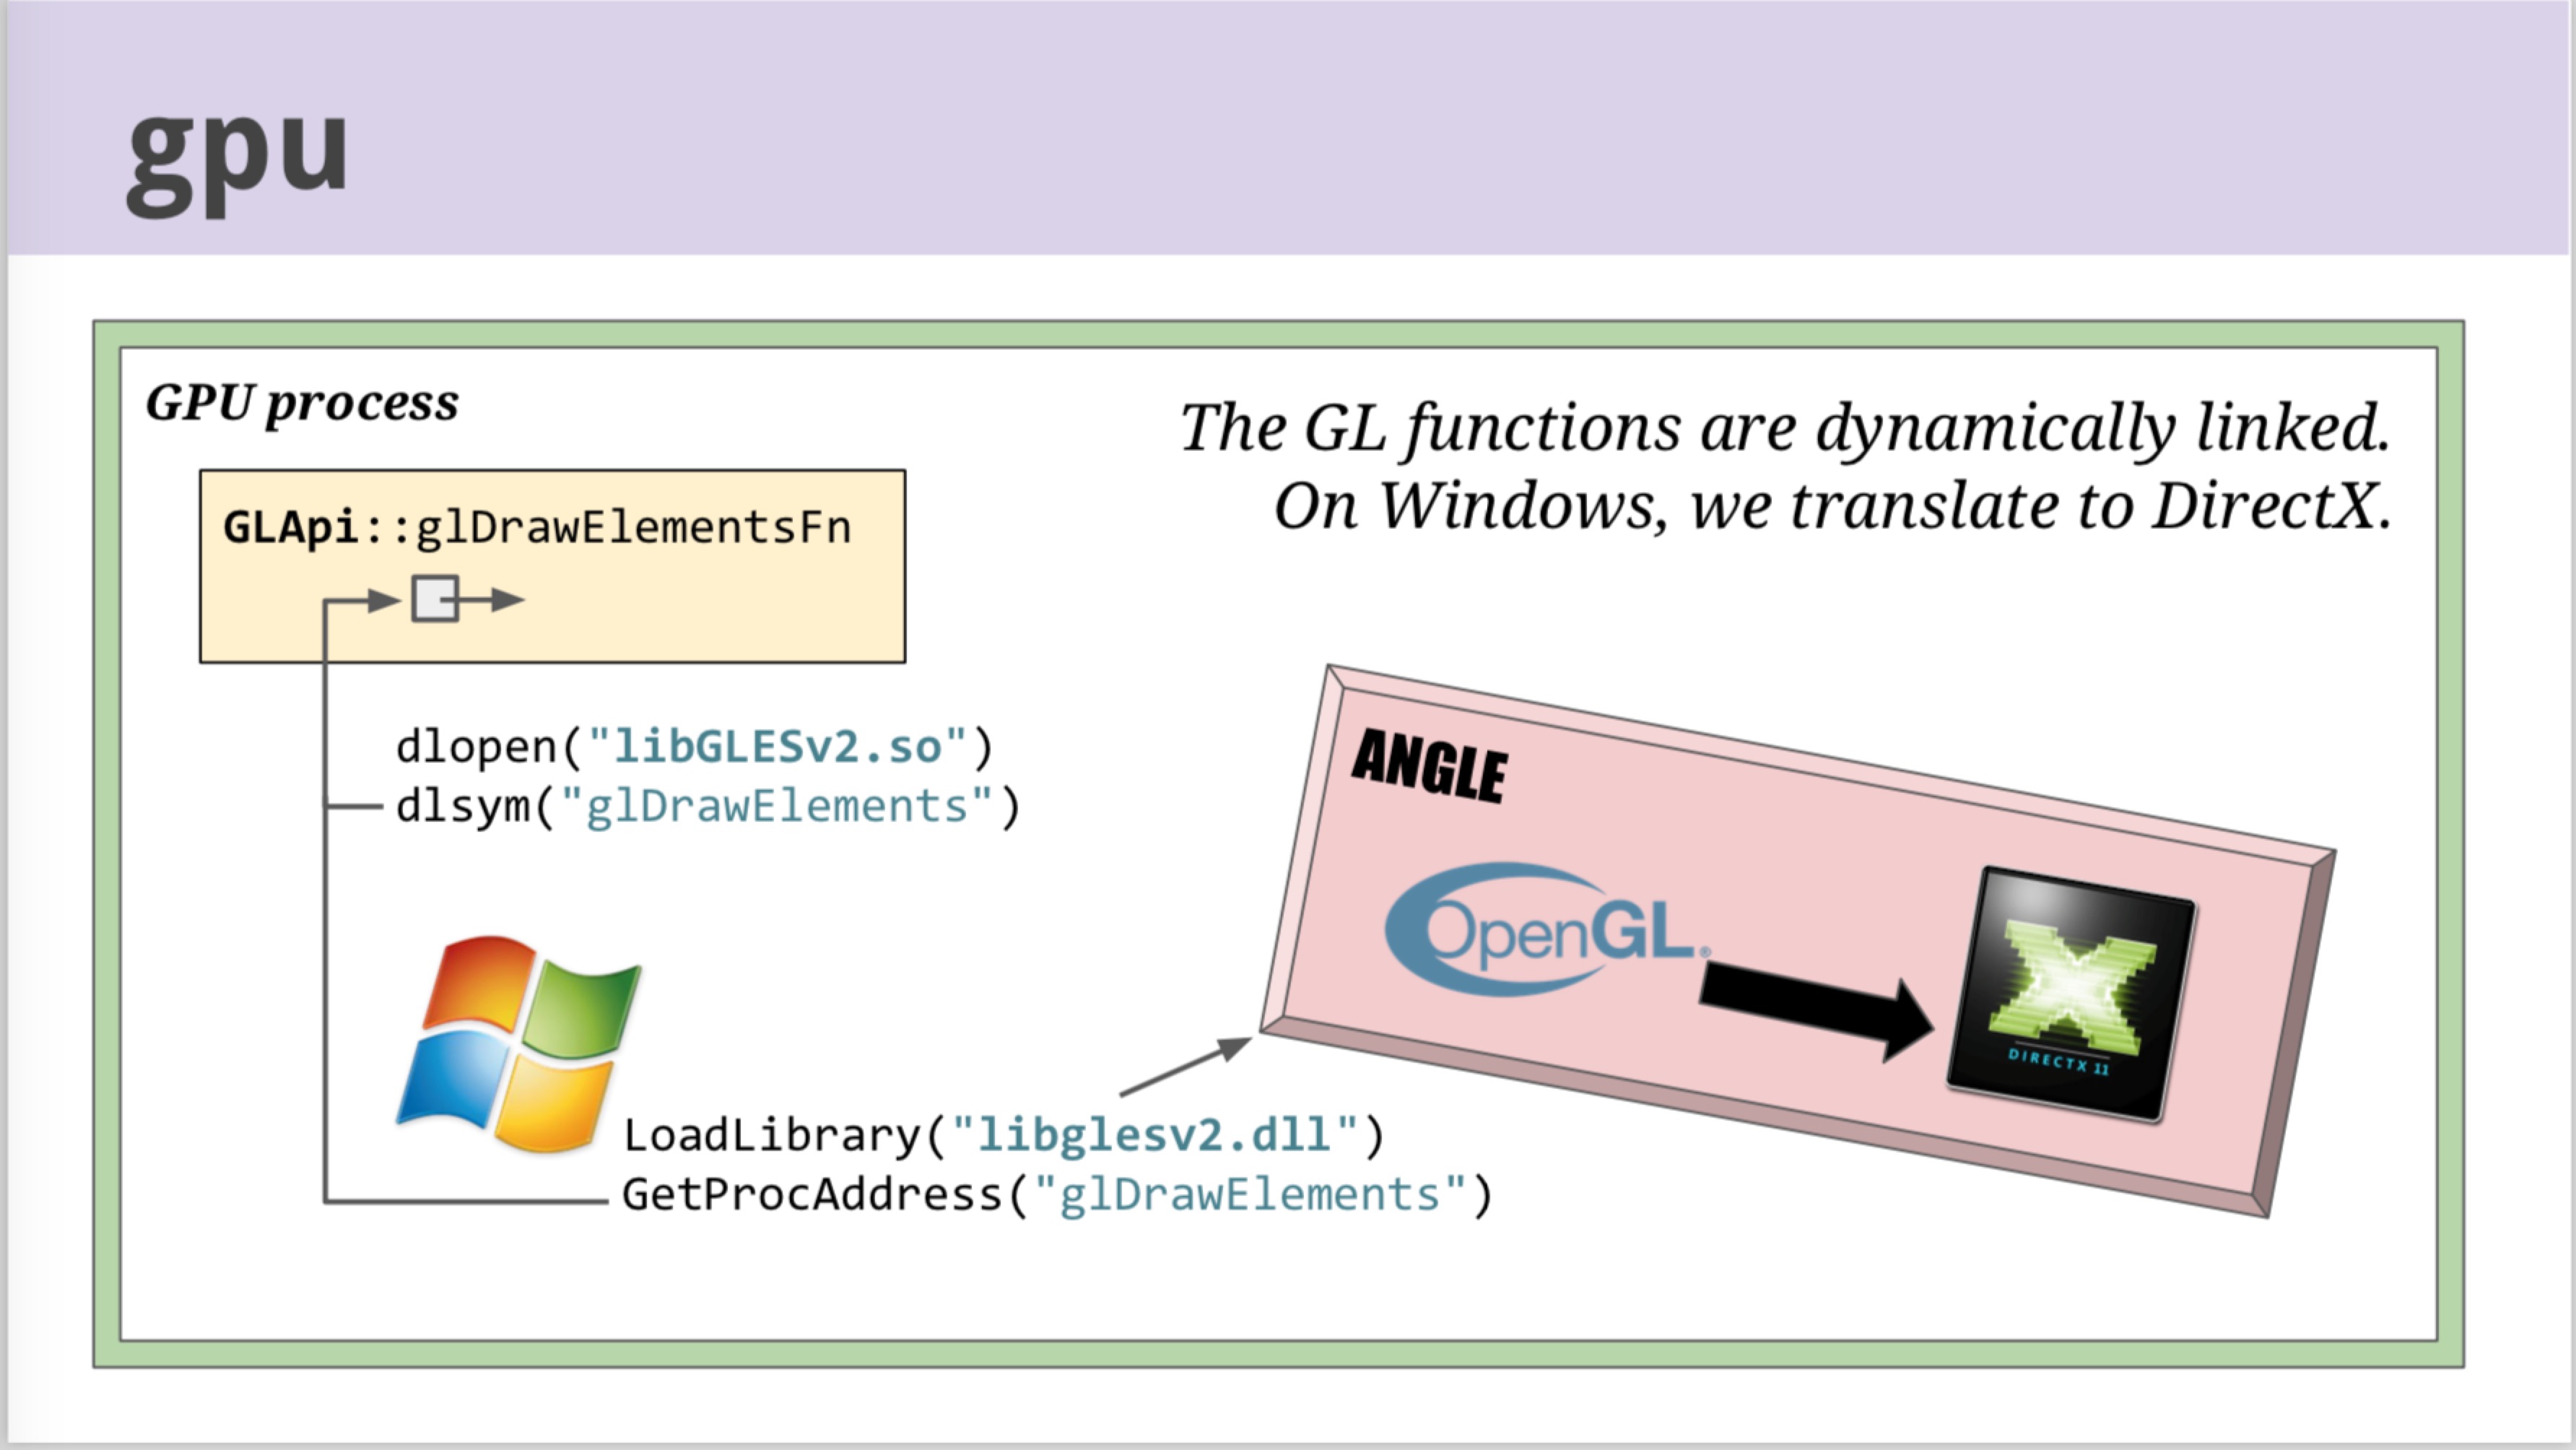 gpu
GPU process
The GL functions are dynamically linked.
On Windows, we translate to DirectX.
GLApi::glDrawElementsFn
dlopen("libGLESv2.so")
dlsym("glDrawElements")
ANGLE
OpenGL®
DIRECTX 11
LoadLibrary("libglesv2.dll")
GetProcAddress("glDrawElements")